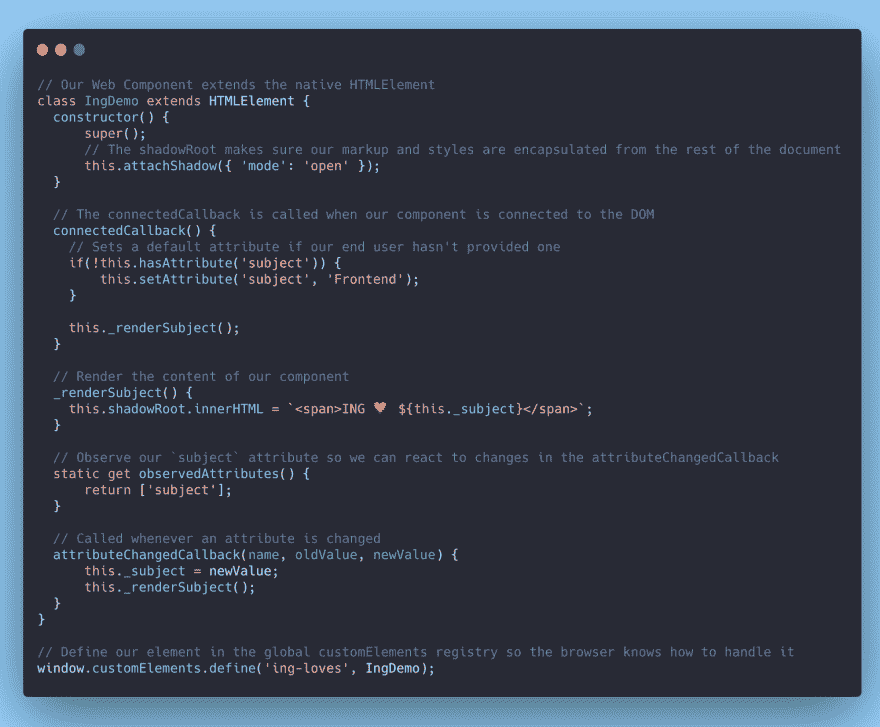 // Our Web Component extends the native HTMLElement
class IngDemo extends HTMLElement {
  constructor() {
      super();
      // The shadowRoot makes sure our markup and styles are encapsulated from the rest of the document
      this.attachShadow({ 'mode': 'open' });
  }

  // The connectedCallback is called when our component is connected to the DOM
  connectedCallback() {
    // Sets a default attribute if our end user hasn't provided one
    if(!this.hasAttribute('subject')) {
        this.setAttribute('subject', 'Frontend');
    }

    this._renderSubject();
  }

  // Render the content of our component
  _renderSubject() {
    this.shadowRoot.innerHTML = `<span>ING ♥ ${this._subject}</span>`;
  }

  // Observe our `subject` attribute so we can react to changes in the attributeChangedCallback
  static get observedAttributes() {
      return ['subject'];
  }

  // Called whenever an attribute is changed
  attributeChangedCallback(name, oldValue, newValue) {
      this._subject = newValue;
      this._renderSubject();
  }
}

// Define our element in the global customElements registry so the browser knows how to handle it
window.customElements.define('ing-loves', IngDemo);